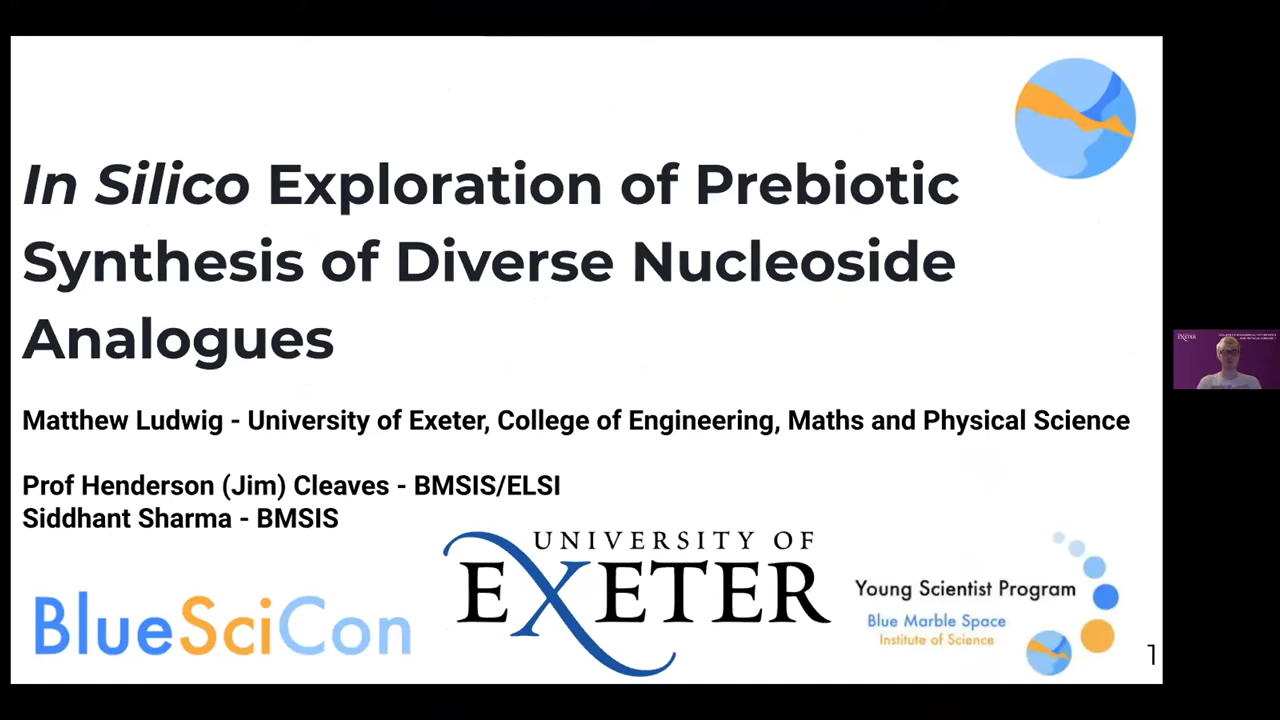 In Silico Exploration of Prebiotic
Synthesis of Diverse Nucleoside
Analogues
Matthew Ludwig - University of Exeter, College of Engineering, Maths and Physical Science
Prof Henderson (Jim) Cleaves - BMSIS/ELSI
Siddhant Sharma - BMSIS
BlueSciCon
UNIVERSITY OF
EXETER
Young Scientist Program
Blue Marble Space
Institute of Science
1
EXETER